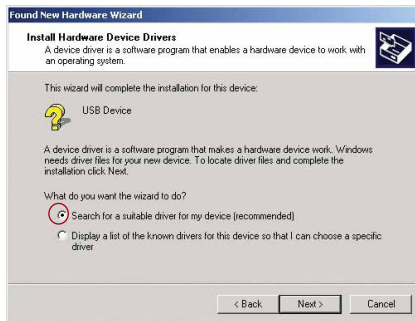 Found New Hardware Wizard
Install Hardware Device Drivers
A device driver is a software program that enables a hardware device to work with
an operating system.
This wizard will complete the installation for this device:
USB Device
A device driver is a software program that makes a hardware device work. Windows
needs driver files for your new device. To locate driver files and complete the
installation click Next.
What do you want the wizard to do?
Search for a suitable driver for my device (recommended)
Display a list of the known drivers for this device so that I can choose a specific
driver
< Back Next > Cancel